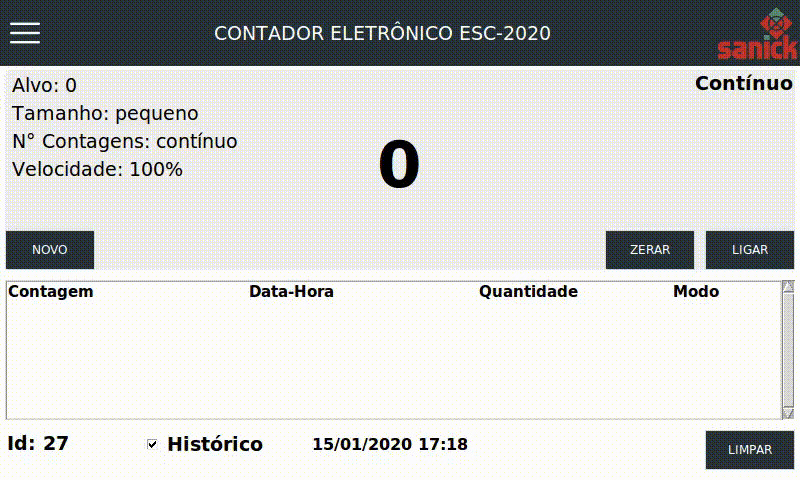 CONTADOR ELETRÔNICO ESC-2020
sanick
Alvo: 0
Contínuo
Tamanho: pequeno
N° Contagens: contínuo
Velocidade: 100%
0
NOVO
ZERAR
LIGAR
Contagem Data-Hora Quantidade Modo
Id: 27
Histórico
15/01/2020 17:18
LIMPAR